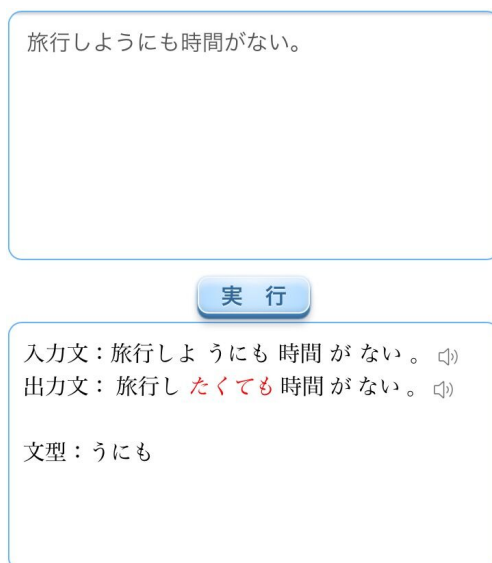 旅行しようにも時間がない。
実 行
入力文：旅行しよ うにも 時間 が ない 。
出力文： 旅行し たくても 時間 が ない 。
文型：うにも